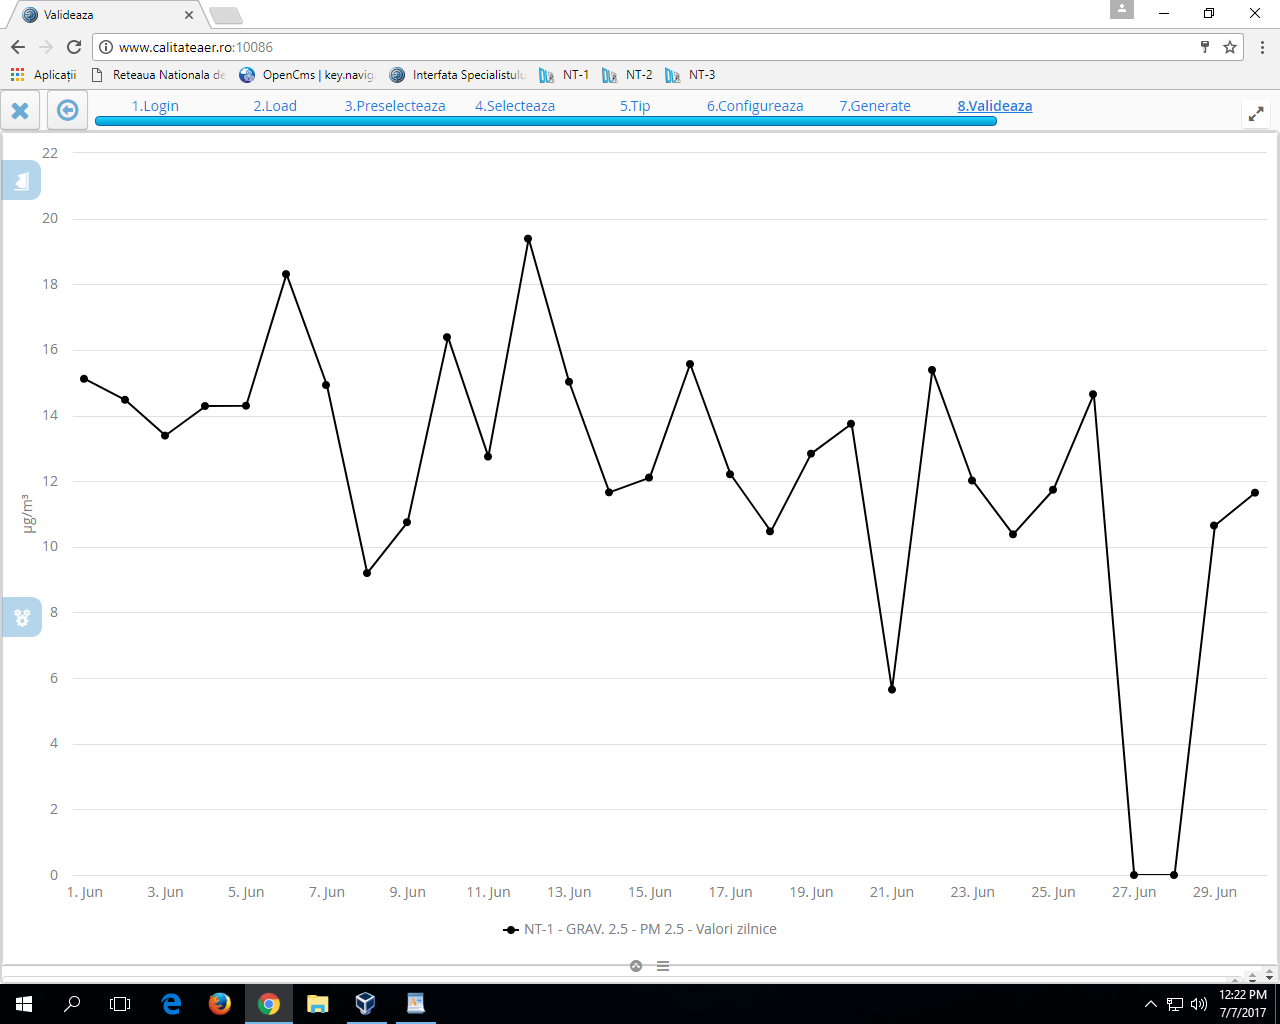 Valideaza
www.calitateaer.ro:10086
Aplicații
Reteaua Nationala de
OpenCms | key.navig
Interfata Specialistulu
NT-1
NT-2
NT-3
1.Login
2.Load
3.Preselecteaza
4.Selecteaza
5.Tip
6.Configureaza
7.Generate
8.Valideaza
22
20
18
16
14
12
10
8
6
4
2
0
µg/m³
1. Jun
3. Jun
5. Jun
7. Jun
9. Jun
11. Jun
13. Jun
15. Jun
17. Jun
19. Jun
21. Jun
23. Jun
25. Jun
27. Jun
29. Jun
NT-1 - GRAV. 2.5 - PM 2.5 - Valori zilnice
12:22 PM
7/7/2017